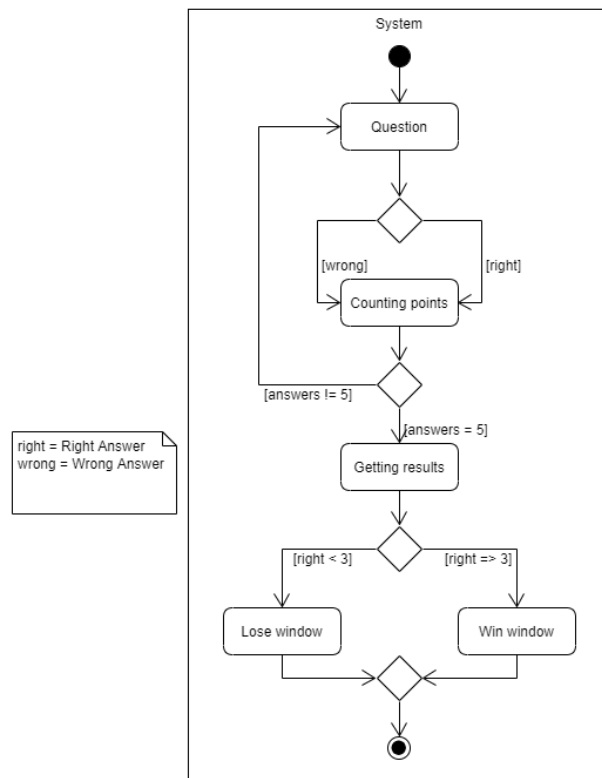 System
Question
[wrong]
[right]
Counting points
[answers != 5]
[answers = 5]
right = Right Answer
wrong = Wrong Answer
Getting results
[right < 3]
[right => 3]
Lose window
Win window